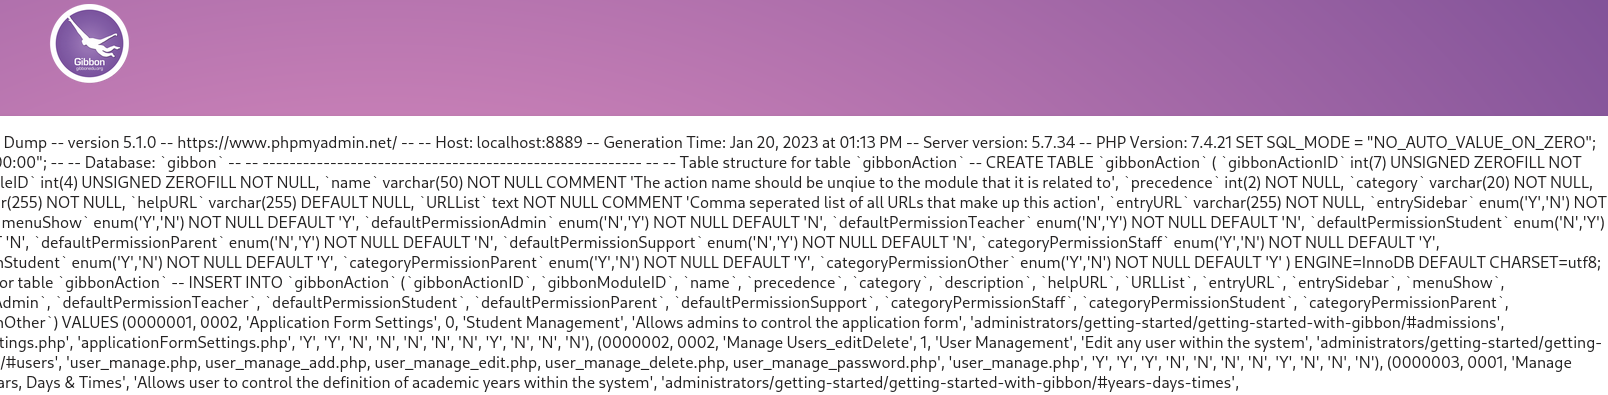 Gibbon
gibbonedu.org
Dump -- version 5.1.0 -- https://www.phpmyadmin.net/ -- -- Host: localhost:8889 -- Generation Time: Jan 20, 2023 at 01:13 PM -- Server version: 5.7.34 -- PHP Version: 7.4.21 SET SQL_MODE = "NO_AUTO_VALUE_ON_ZERO";
00:00"; -- -- Database: `gibbon` -- -- -------------------------------------------------------- -- -- Table structure for table `gibbonAction` -- CREATE TABLE `gibbonAction` ( `gibbonActionID` int(7) UNSIGNED ZEROFILL NOT
leID` int(4) UNSIGNED ZEROFILL NOT NULL, `name` varchar(50) NOT NULL COMMENT 'The action name should be unqiue to the module that it is related to', `precedence` int(2) NOT NULL, `category` varchar(20) NOT NULL,
r(255) NOT NULL, `helpURL` varchar(255) DEFAULT NULL, `URLList` text NOT NULL COMMENT 'Comma seperated list of all URLs that make up this action', `entryURL` varchar(255) NOT NULL, `entrySidebar` enum('Y','N') NOT
menuShow` enum('Y','N') NOT NULL DEFAULT 'Y', `defaultPermissionAdmin` enum('N','Y') NOT NULL DEFAULT 'N', `defaultPermissionTeacher` enum('N','Y') NOT NULL DEFAULT 'N', `defaultPermissionStudent` enum('N','Y')
'N', `defaultPermissionParent` enum('N','Y') NOT NULL DEFAULT 'N', `defaultPermissionSupport` enum('N','Y') NOT NULL DEFAULT 'N', `categoryPermissionStaff` enum('Y','N') NOT NULL DEFAULT 'Y',
nStudent` enum('Y','N') NOT NULL DEFAULT 'Y', `categoryPermissionParent` enum('Y','N') NOT NULL DEFAULT 'Y', `categoryPermissionOther` enum('Y','N') NOT NULL DEFAULT 'Y' ) ENGINE=InnoDB DEFAULT CHARSET=utf8;
or table `gibbonAction` -- INSERT INTO `gibbonAction` (`gibbonActionID`, `gibbonModuleID`, `name`, `precedence`, `category`, `description`, `helpURL`, `URLList`, `entryURL`, `entrySidebar`, `menuShow`,
Admin`, `defaultPermissionTeacher`, `defaultPermissionStudent`, `defaultPermissionParent`, `defaultPermissionSupport`, `categoryPermissionStaff`, `categoryPermissionStudent`, `categoryPermissionParent`,
nOther`) VALUES (0000001, 0002, 'Application Form Settings', 0, 'Student Management', 'Allows admins to control the application form', 'administrators/getting-started/getting-started-with-gibbon/#admissions',
tings.php', 'applicationFormSettings.php', 'Y', 'Y', 'N', 'N', 'N', 'N', 'N', 'Y', 'N', 'N', 'N'), (0000002, 0002, 'Manage Users_editDelete', 1, 'User Management', 'Edit any user within the system', 'administrators/getting-started/getting-
/#users', 'user_manage.php, user_manage_add.php, user_manage_edit.php, user_manage_delete.php, user_manage_password.php', 'user_manage.php', 'Y', 'Y', 'Y', 'N', 'N', 'N', 'N', 'Y', 'N', 'N', 'N'), (0000003, 0001, 'Manage
ars, Days & Times', 'Allows user to control the definition of academic years within the system', 'administrators/getting-started/getting-started-with-gibbon/#years-days-times',